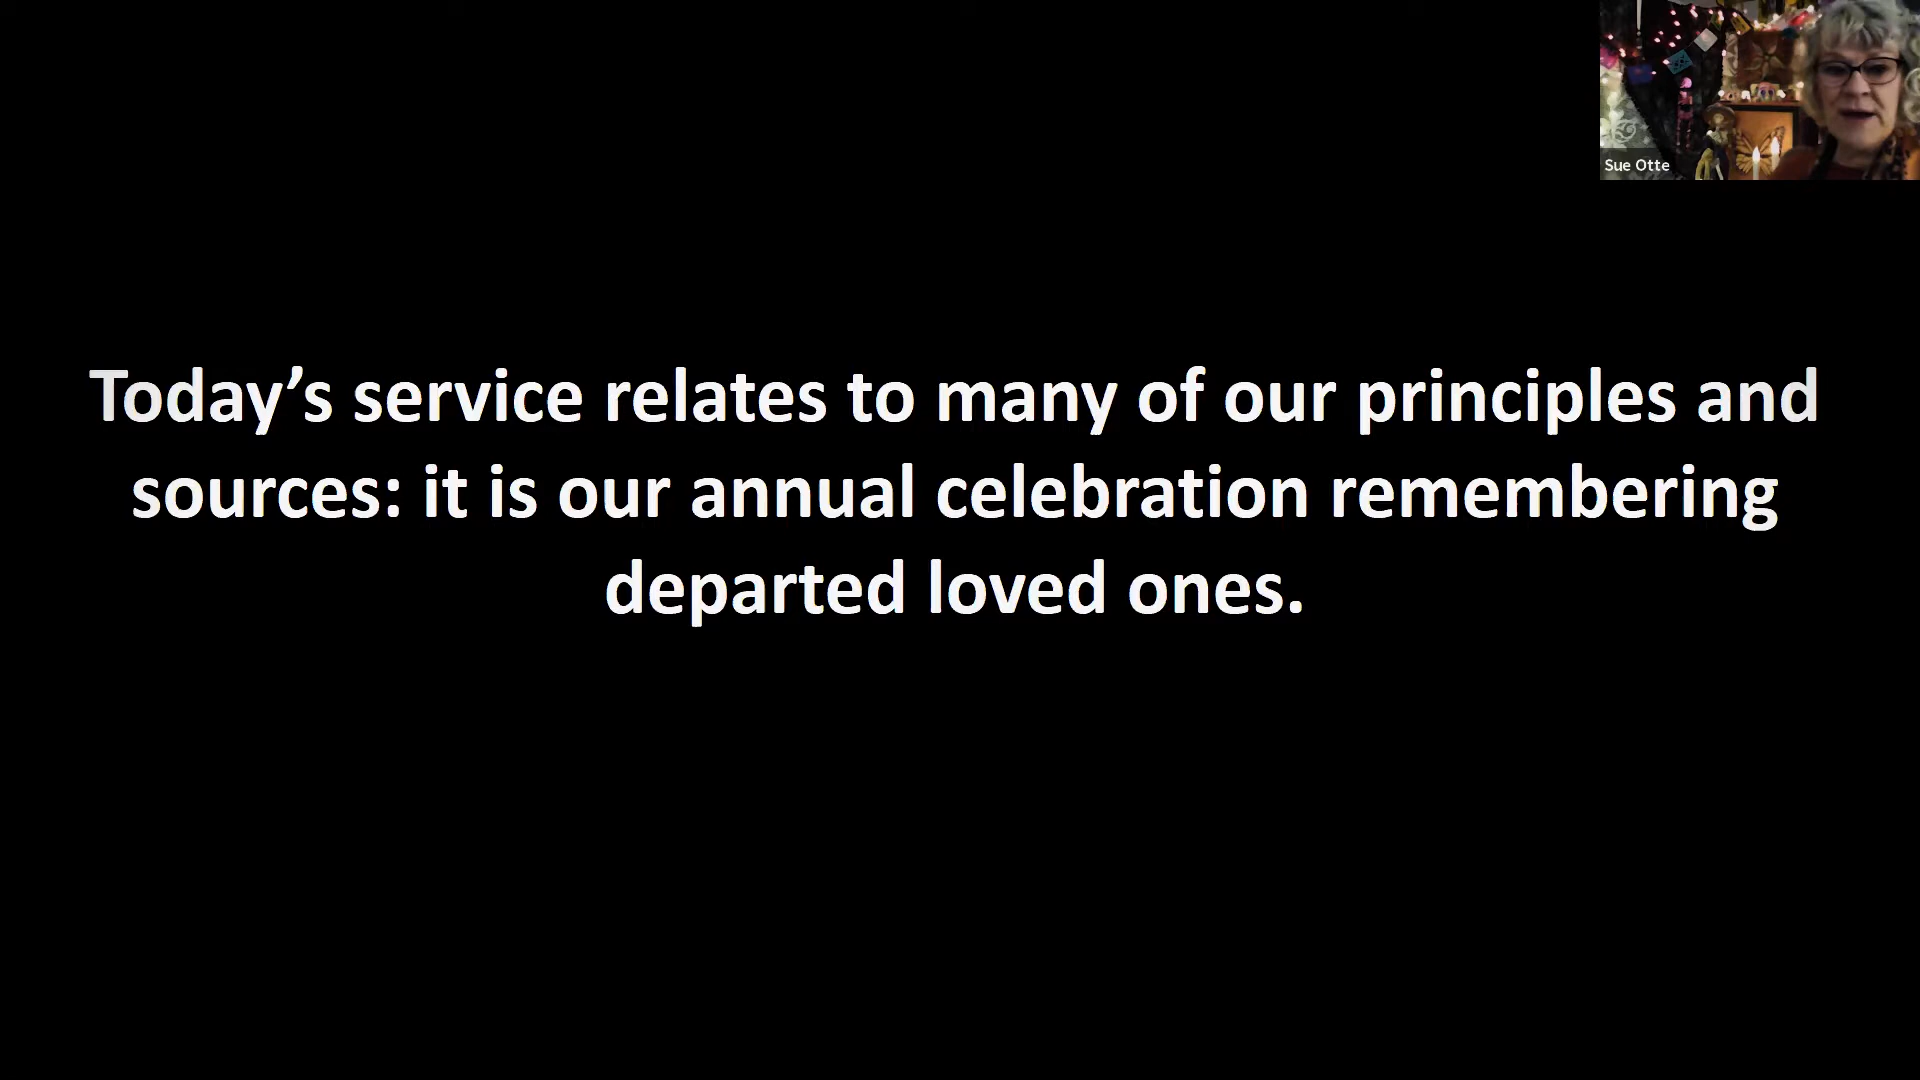 Sue Otte
Today’s service relates to many of our principles and
sources: it is our annual celebration remembering
departed loved ones.